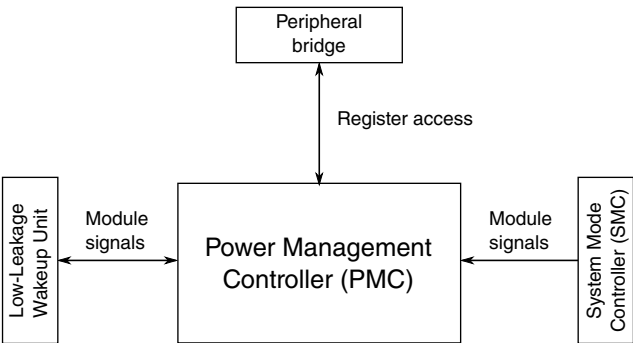 Peripheral
bridge
Register access
Low-Leakage
Wakeup Unit
Module
signals
Power Management
Controller (PMC)
Module
signals
System Mode
Controller (SMC)